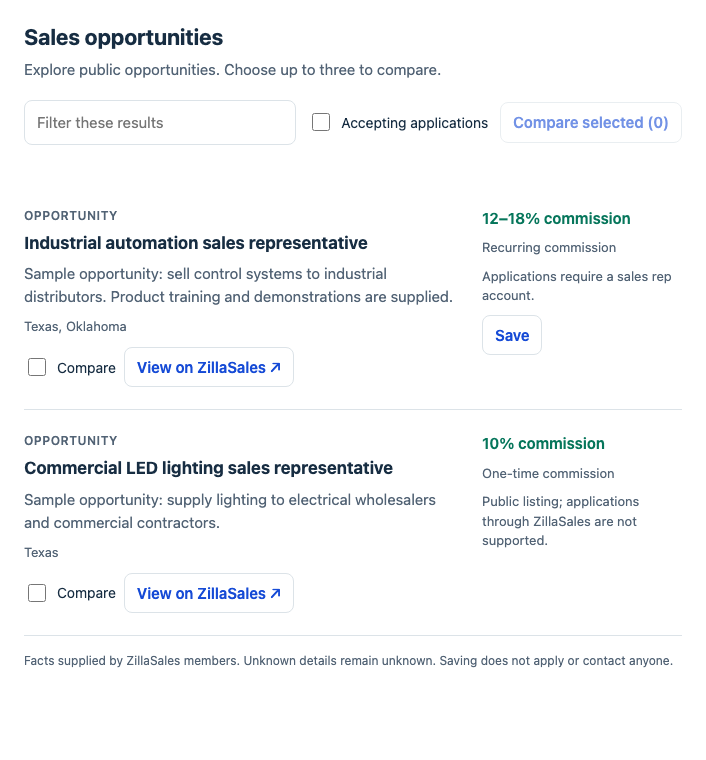 Sales opportunities
Explore public opportunities. Choose up to three to compare.
Filter these results
Accepting applications
Compare selected (0)
OPPORTUNITY
Industrial automation sales representative
Sample opportunity: sell control systems to industrial
distributors. Product training and demonstrations are supplied.
Texas, Oklahoma
Compare
View on ZillaSales ↗
12–18% commission
Recurring commission
Applications require a sales rep
account.
Save
OPPORTUNITY
Commercial LED lighting sales representative
Sample opportunity: supply lighting to electrical wholesalers
and commercial contractors.
Texas
Compare
View on ZillaSales ↗
10% commission
One-time commission
Public listing; applications
through ZillaSales are not
supported.
Facts supplied by ZillaSales members. Unknown details remain unknown. Saving does not apply or contact anyone.